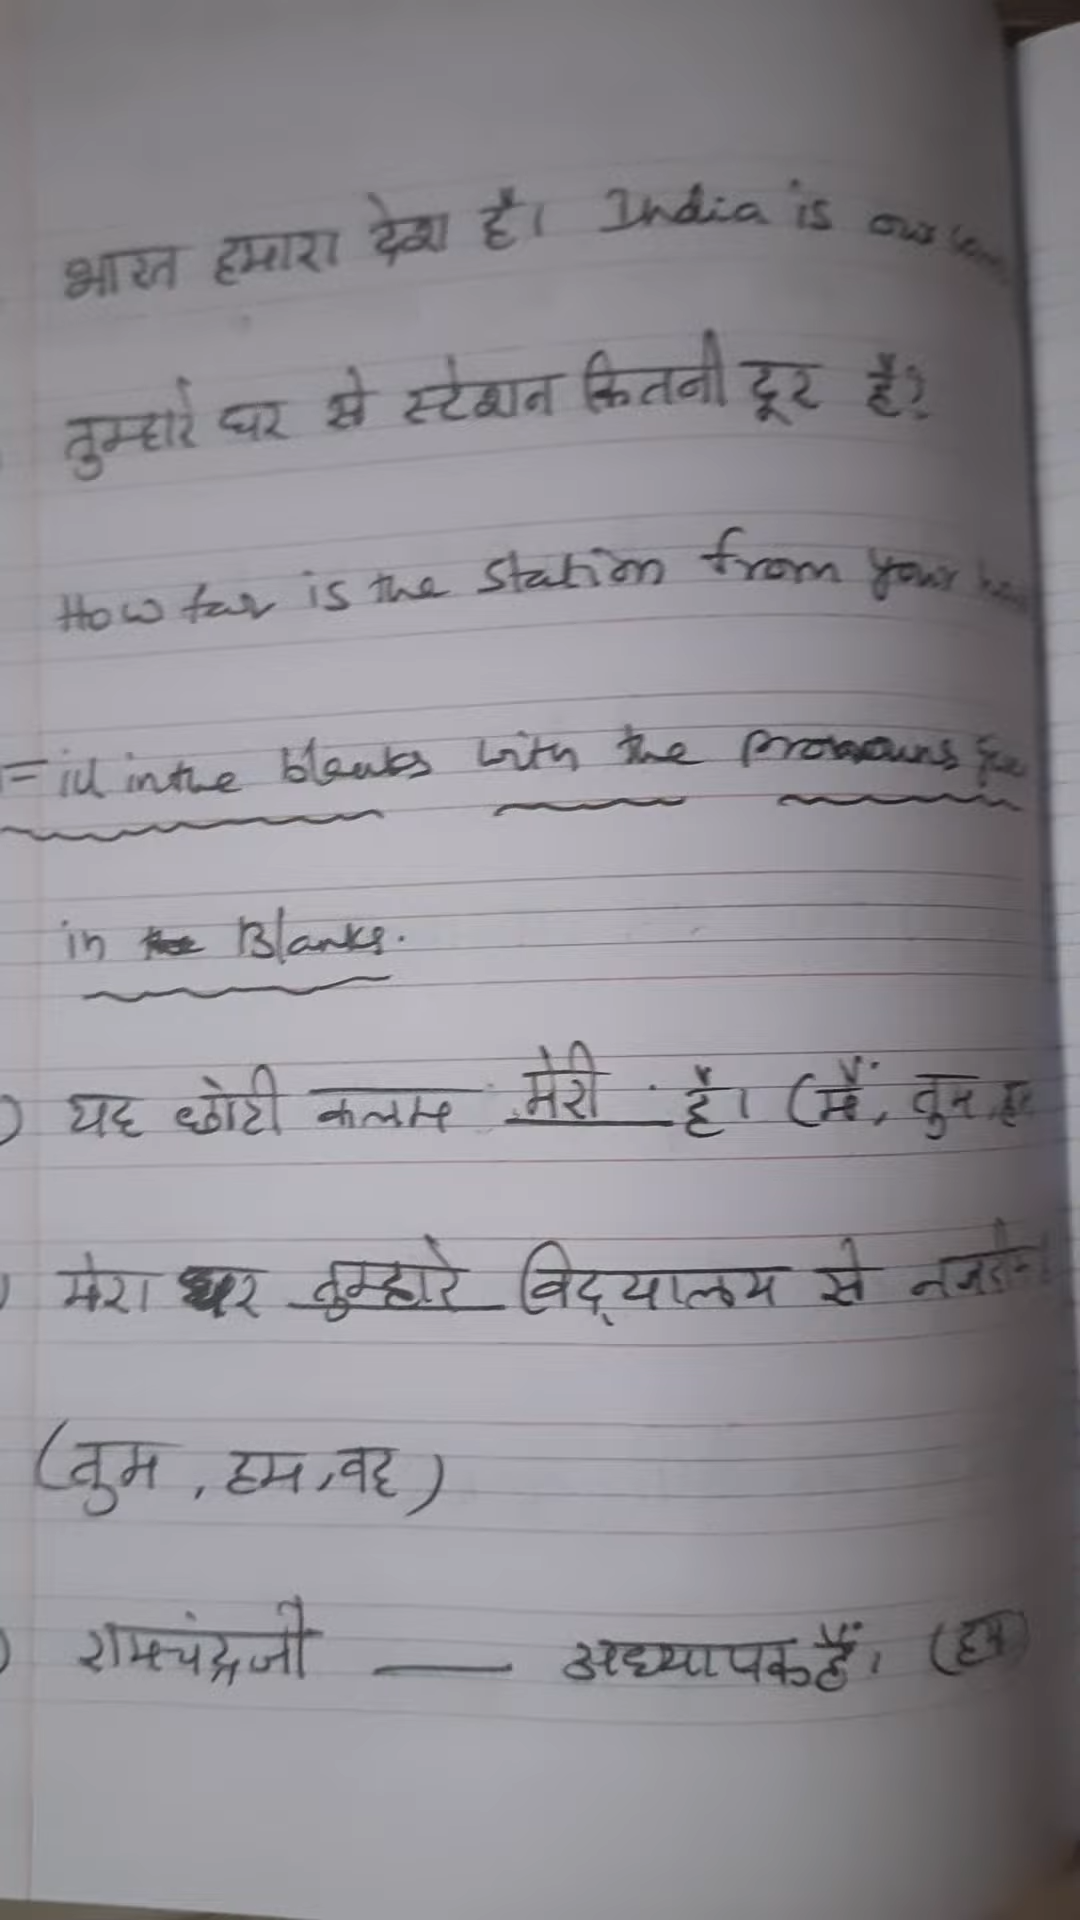 भारत हमारा देश है। India is our
तुम्हारे घर से स्टेशन कितनी दूर है?
How far is the station from your
Fill in the blanks with the pronouns
in the Blanks.
यह छोटी कलम मेरी है। (मैं, तुम,
मेरा घर तुम्हारे विद्यालय से
(तुम, हम, वह)
रामचंद्रजी — अध्यापक हैं। (हम)